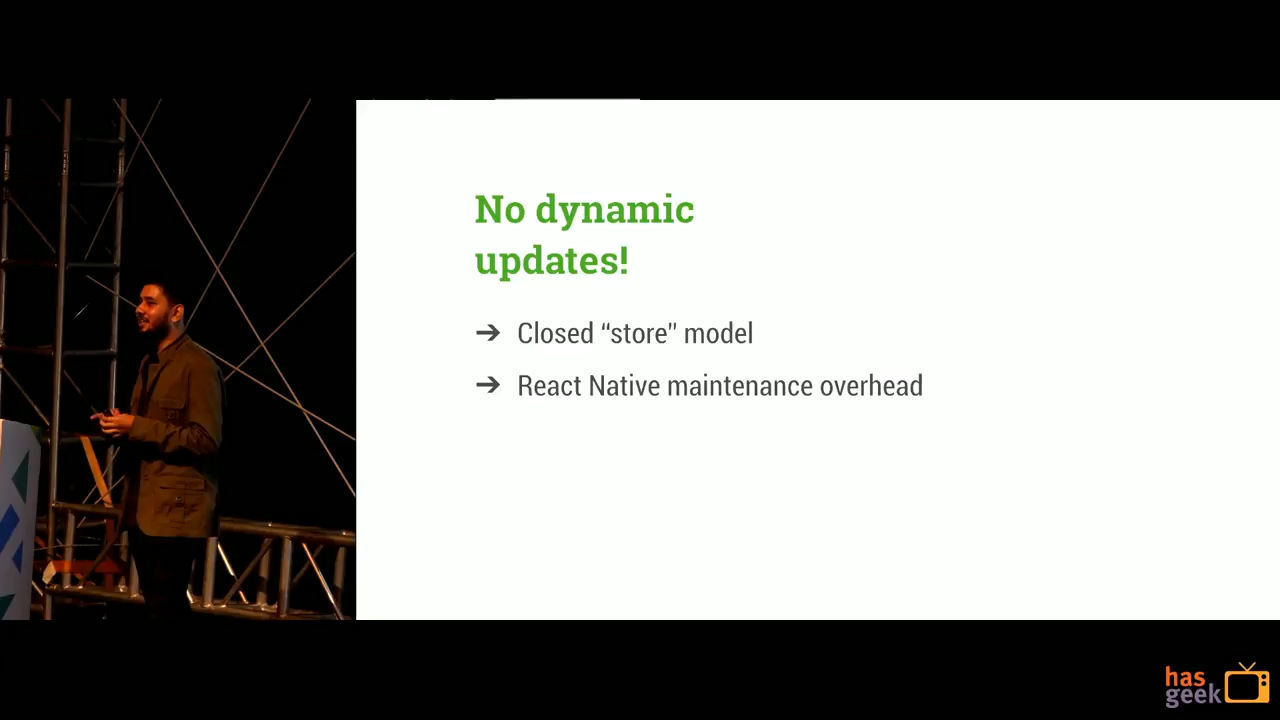 No dynamic
updates!
➔ Closed “store” model
➔ React Native maintenance overhead
has
geek